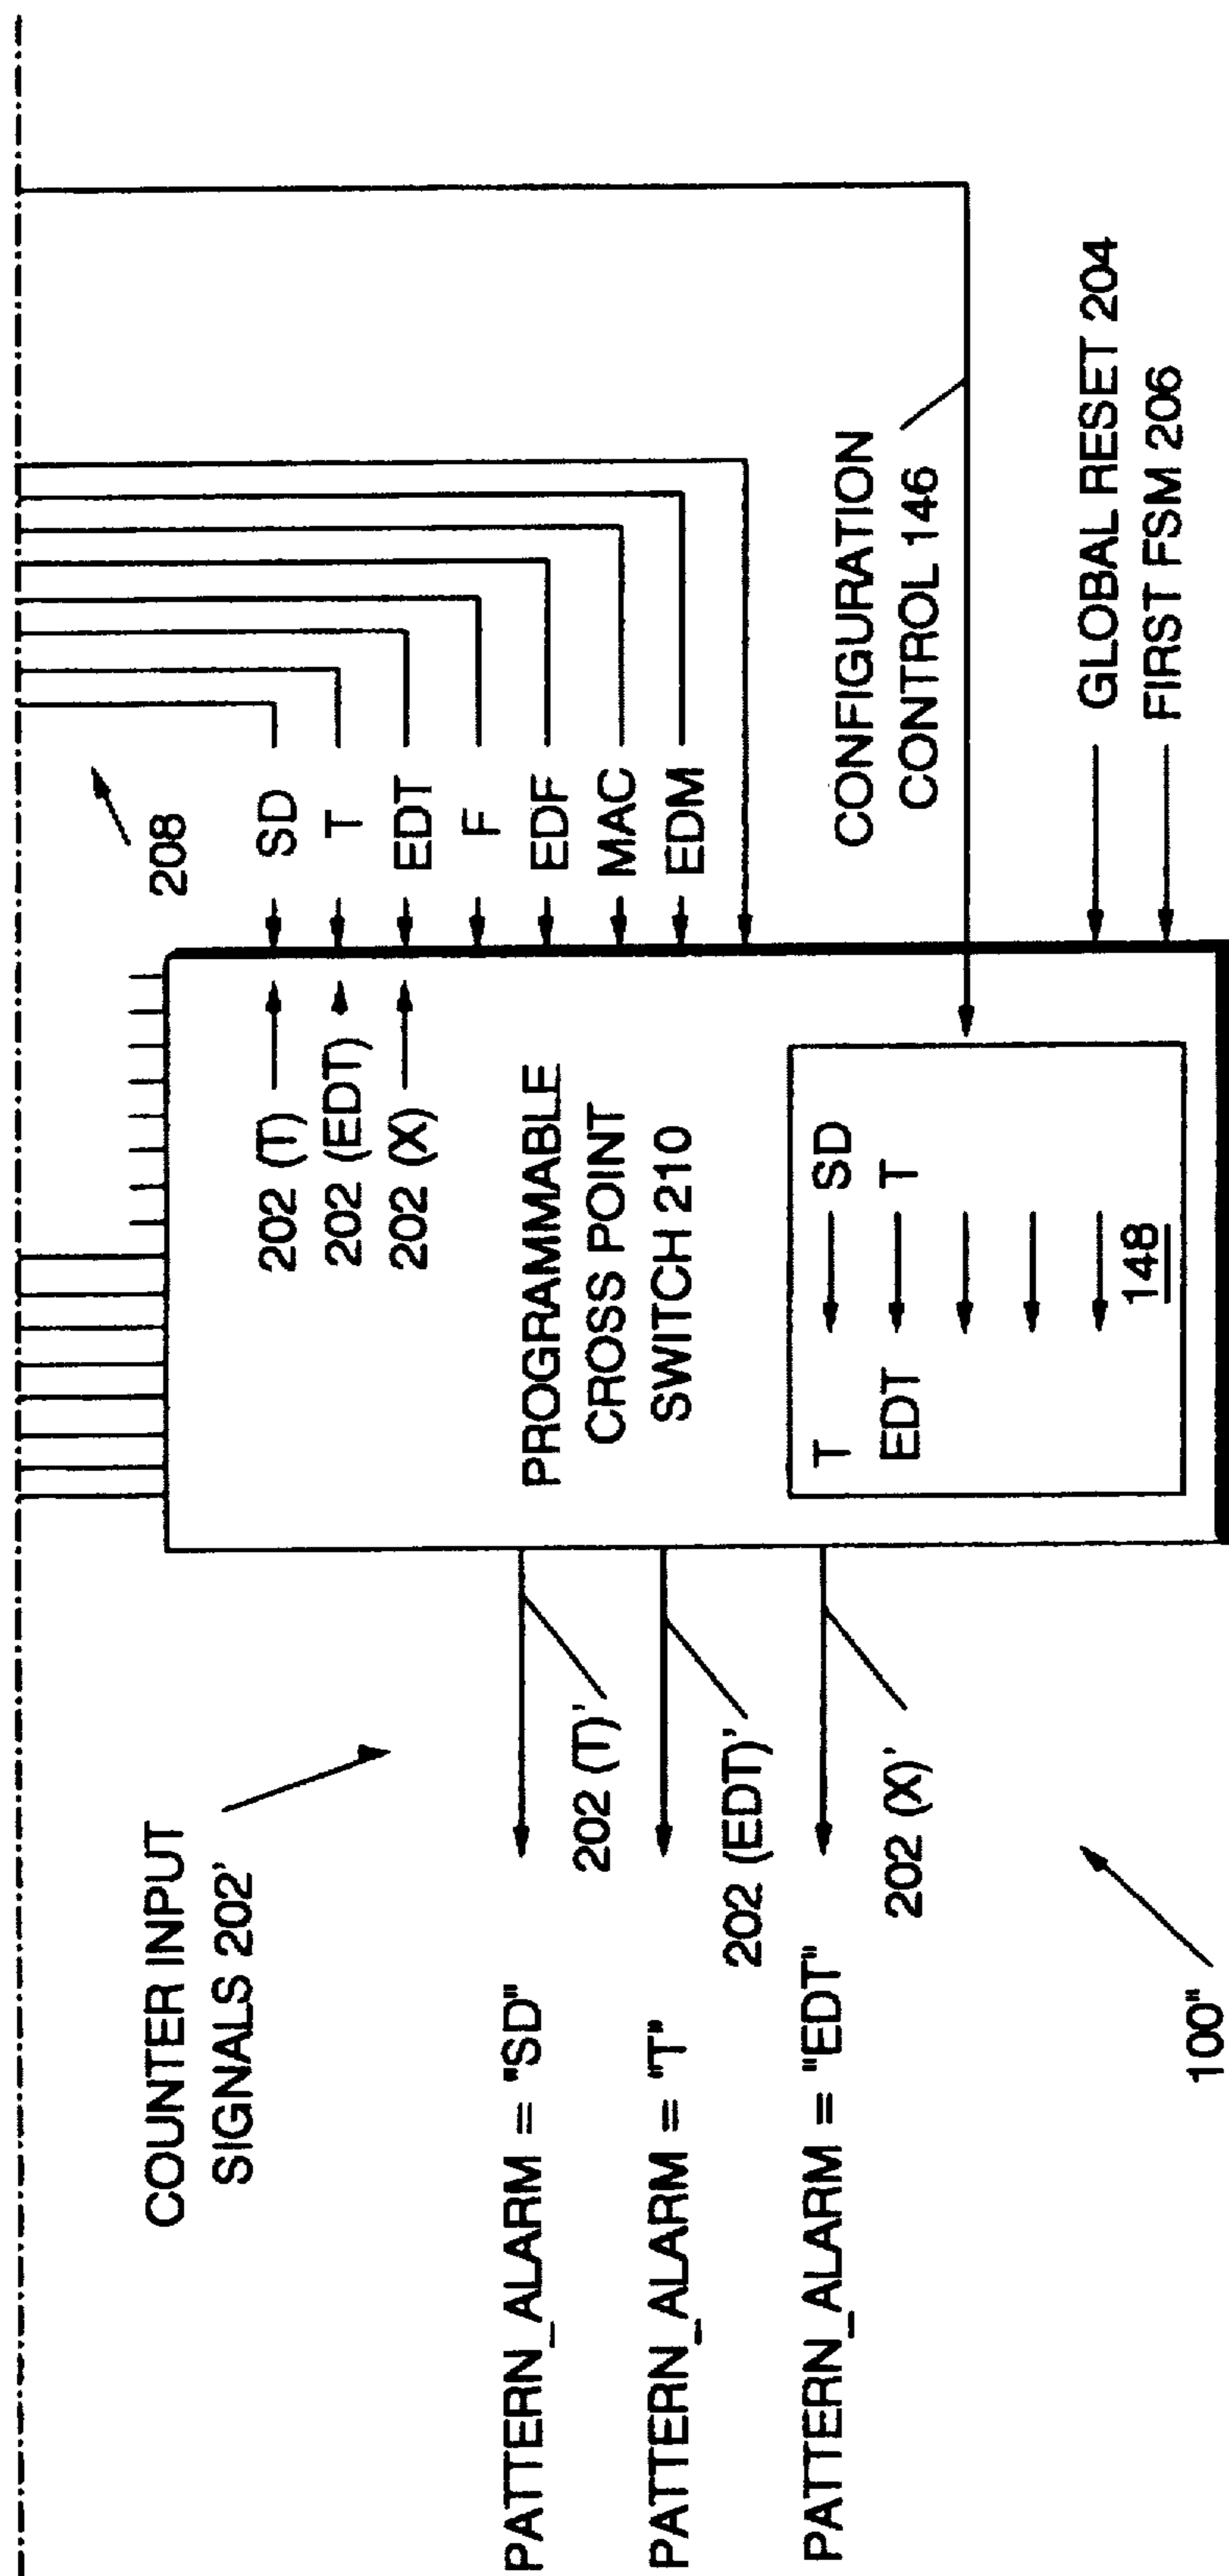 208
SD
T
EDT
F
EDF
MAC
EDM
202 (T)
202 (EDT)
202 (X)
PROGRAMMABLE
CROSS POINT
SWITCH 210
T SD
EDT T
148
CONFIGURATION
CONTROL 146
GLOBAL RESET 204
FIRST FSM 206
COUNTER INPUT
SIGNALS 202'
PATTERN_ALARM = "SD"
202 (T)'
PATTERN_ALARM = "T"
202 (EDT)'
PATTERN_ALARM = "EDT"
202 (X)'
100"